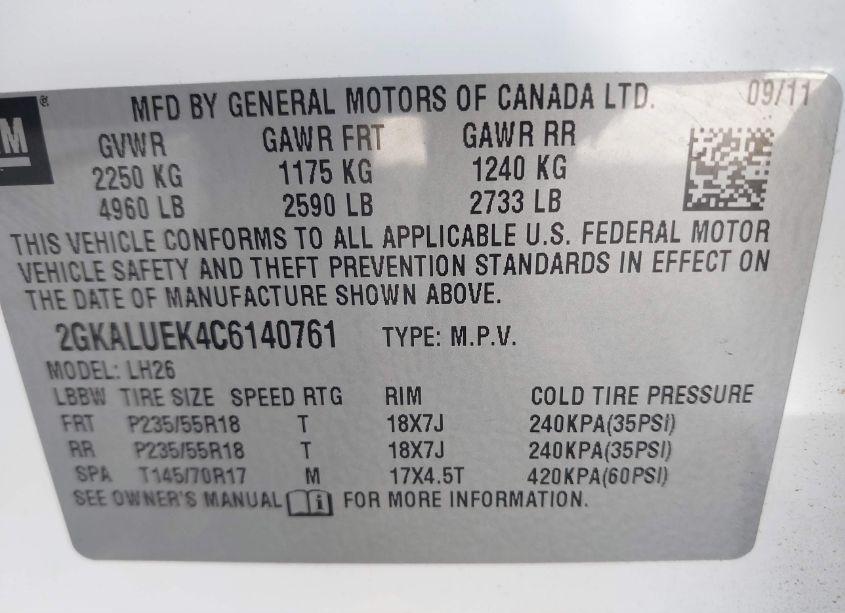 MFD BY GENERAL MOTORS OF CANADA LTD. 09/11
M ®
GVWR GAWR FRT GAWR RR
2250 KG 1175 KG 1240 KG
4960 LB 2590 LB 2733 LB
THIS VEHICLE CONFORMS TO ALL APPLICABLE U.S. FEDERAL MOTOR
VEHICLE SAFETY AND THEFT PREVENTION STANDARDS IN EFFECT ON
THE DATE OF MANUFACTURE SHOWN ABOVE.
2GKALUEK4C6140761 TYPE: M.P.V.
MODEL: LH26
LBBW TIRE SIZE SPEED RTG RIM COLD TIRE PRESSURE
FRT P235/55R18 T 18X7J 240KPA(35PSI)
RR P235/55R18 T 18X7J 240KPA(35PSI)
SPA T145/70R17 M 17X4.5T 420KPA(60PSI)
SEE OWNER'S MANUAL i FOR MORE INFORMATION.